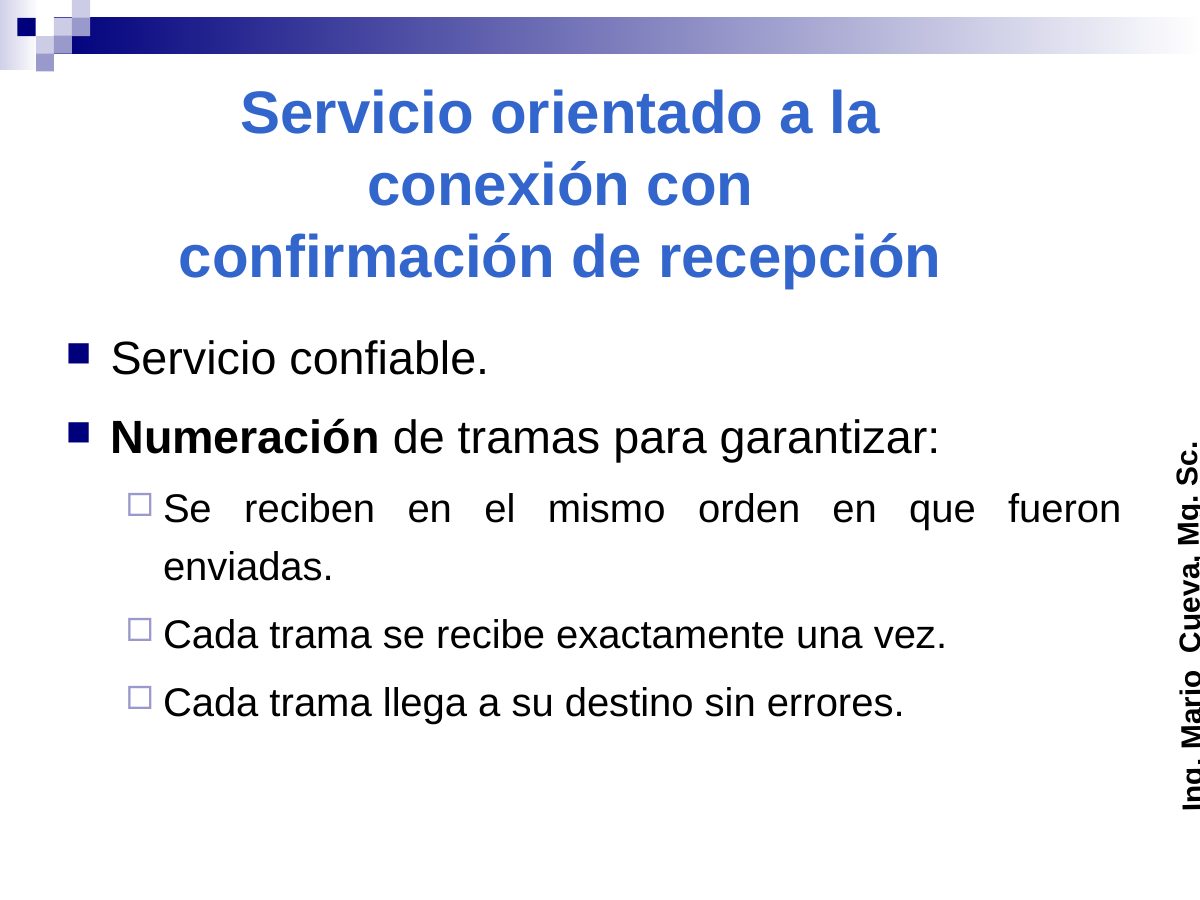 Servicio orientado a la
conexión con
confirmación de recepción
Servicio confiable.
Numeración de tramas para garantizar:
Se reciben en el mismo orden en que fueron
enviadas.
Cada trama se recibe exactamente una vez.
Cada trama llega a su destino sin errores.
Ing. Mario Cueva, Mg. Sc.